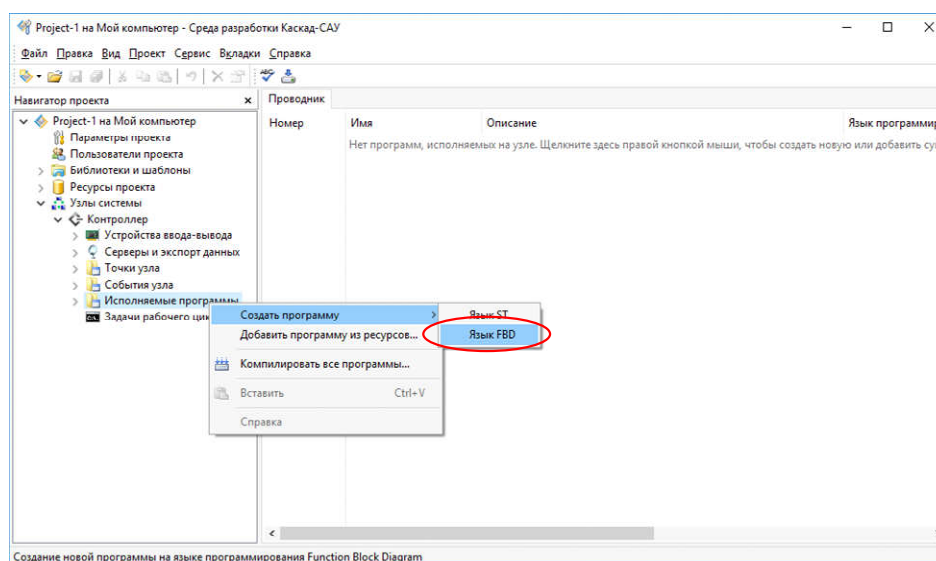 Project-1 на Мой компьютер - Среда разработки Каскад-САУ
Файл Правка Вид Проект Сервис Вкладки Справка
Навигатор проекта
Проводник
Project-1 на Мой компьютер
Параметры проекта
Пользователи проекта
Библиотеки и шаблоны
Ресурсы проекта
Узлы системы
Контроллер
Устройства ввода-вывода
Серверы и экспорт данных
Точки узла
События узла
Исполняемые программы
Задачи рабочего цик
Номер Имя Описание Язык программир
Нет программ, исполняемых на узле. Щелкните здесь правой кнопкой мыши, чтобы создать новую или добавить су
Создать программу
Добавить программу из ресурсов...
Компилировать все программы...
Вставить Ctrl+V
Справка
Язык ST
Язык FBD
Создание новой программы на языке программирования Function Block Diagram